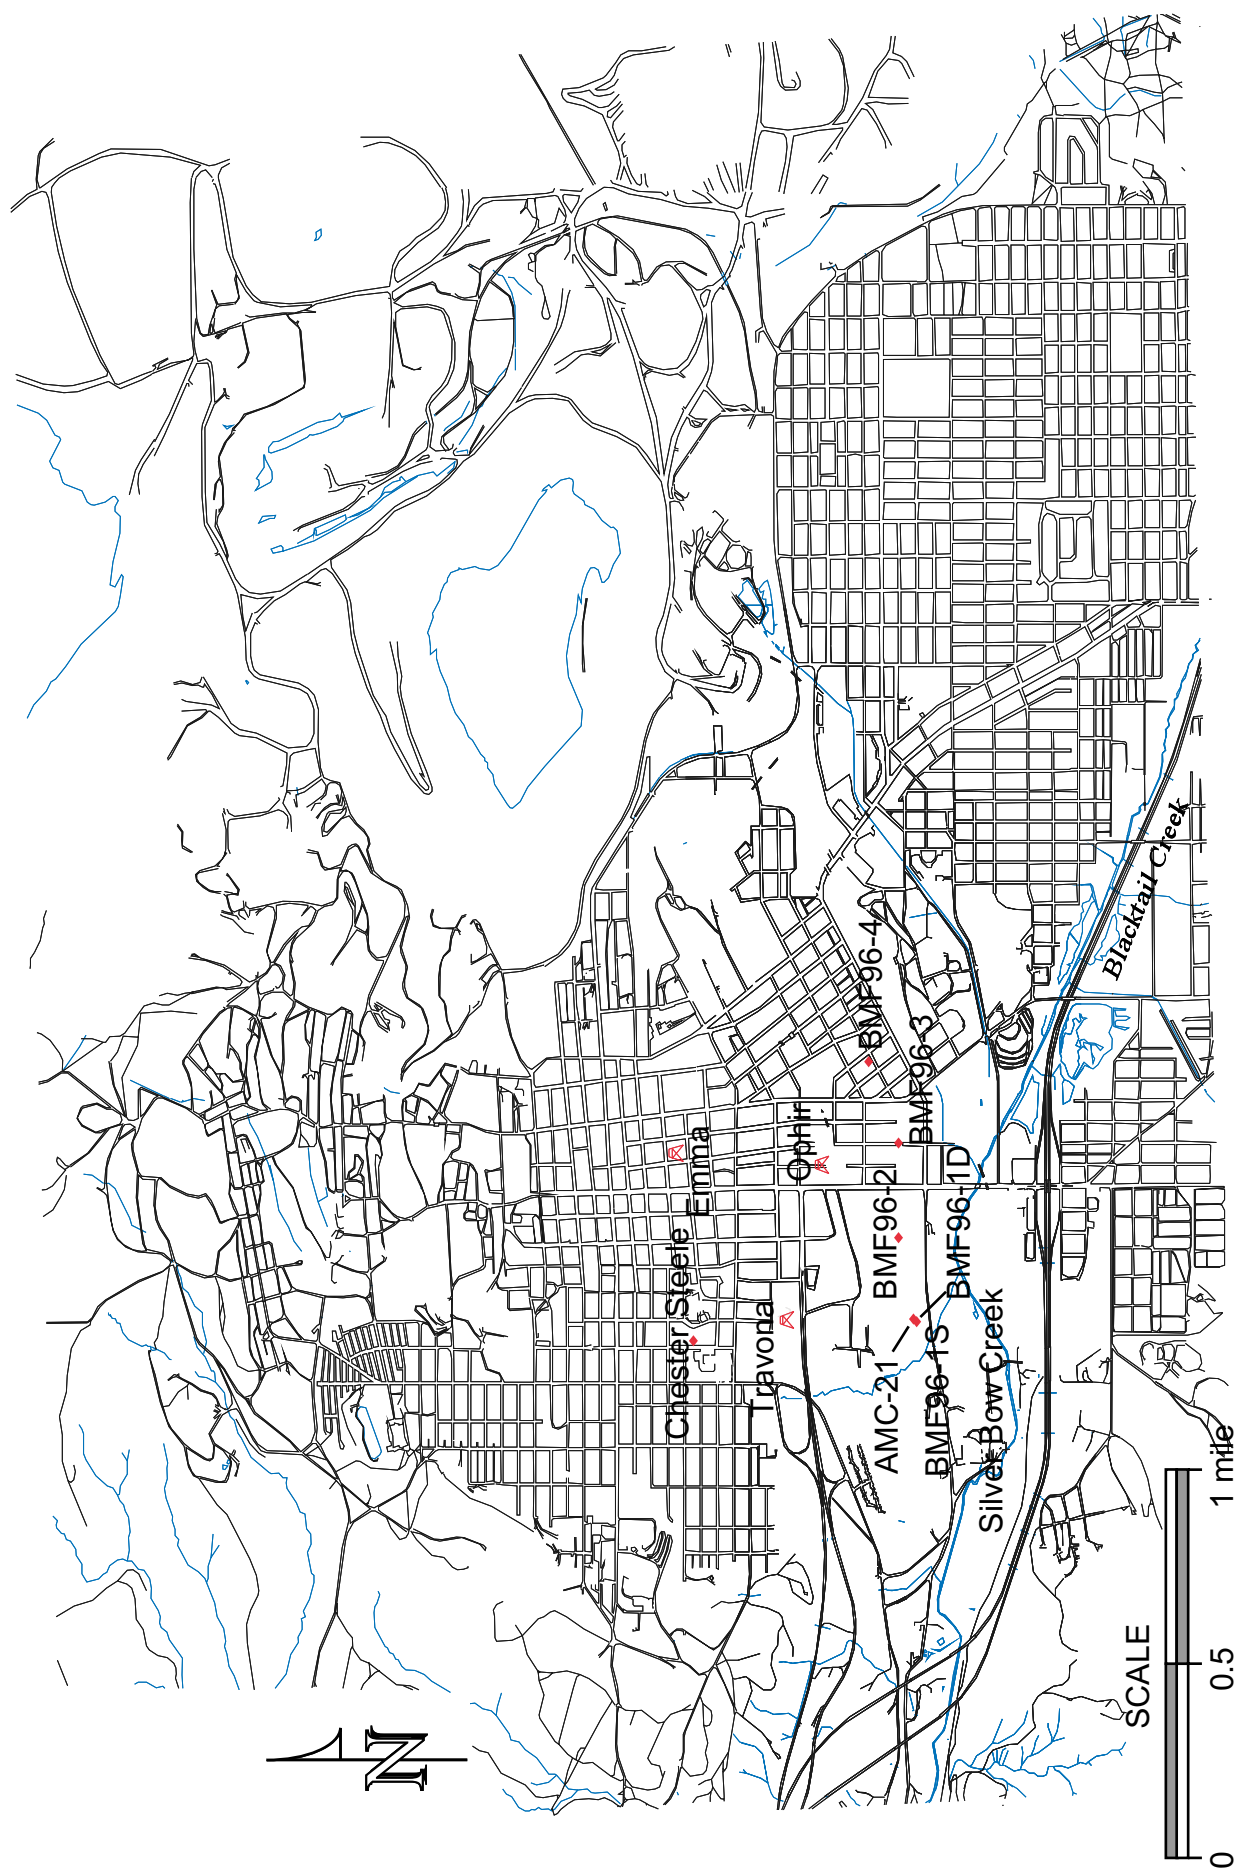 Chester Steele
Emma
Travona
Ophir
BMF96-4
BMF96-3
BMF96-2
AMC-21
BMF96-1D
BMF96-1S
Silver Bow Creek
Blacktail Creek
N
SCALE
0
0.5
1 mile